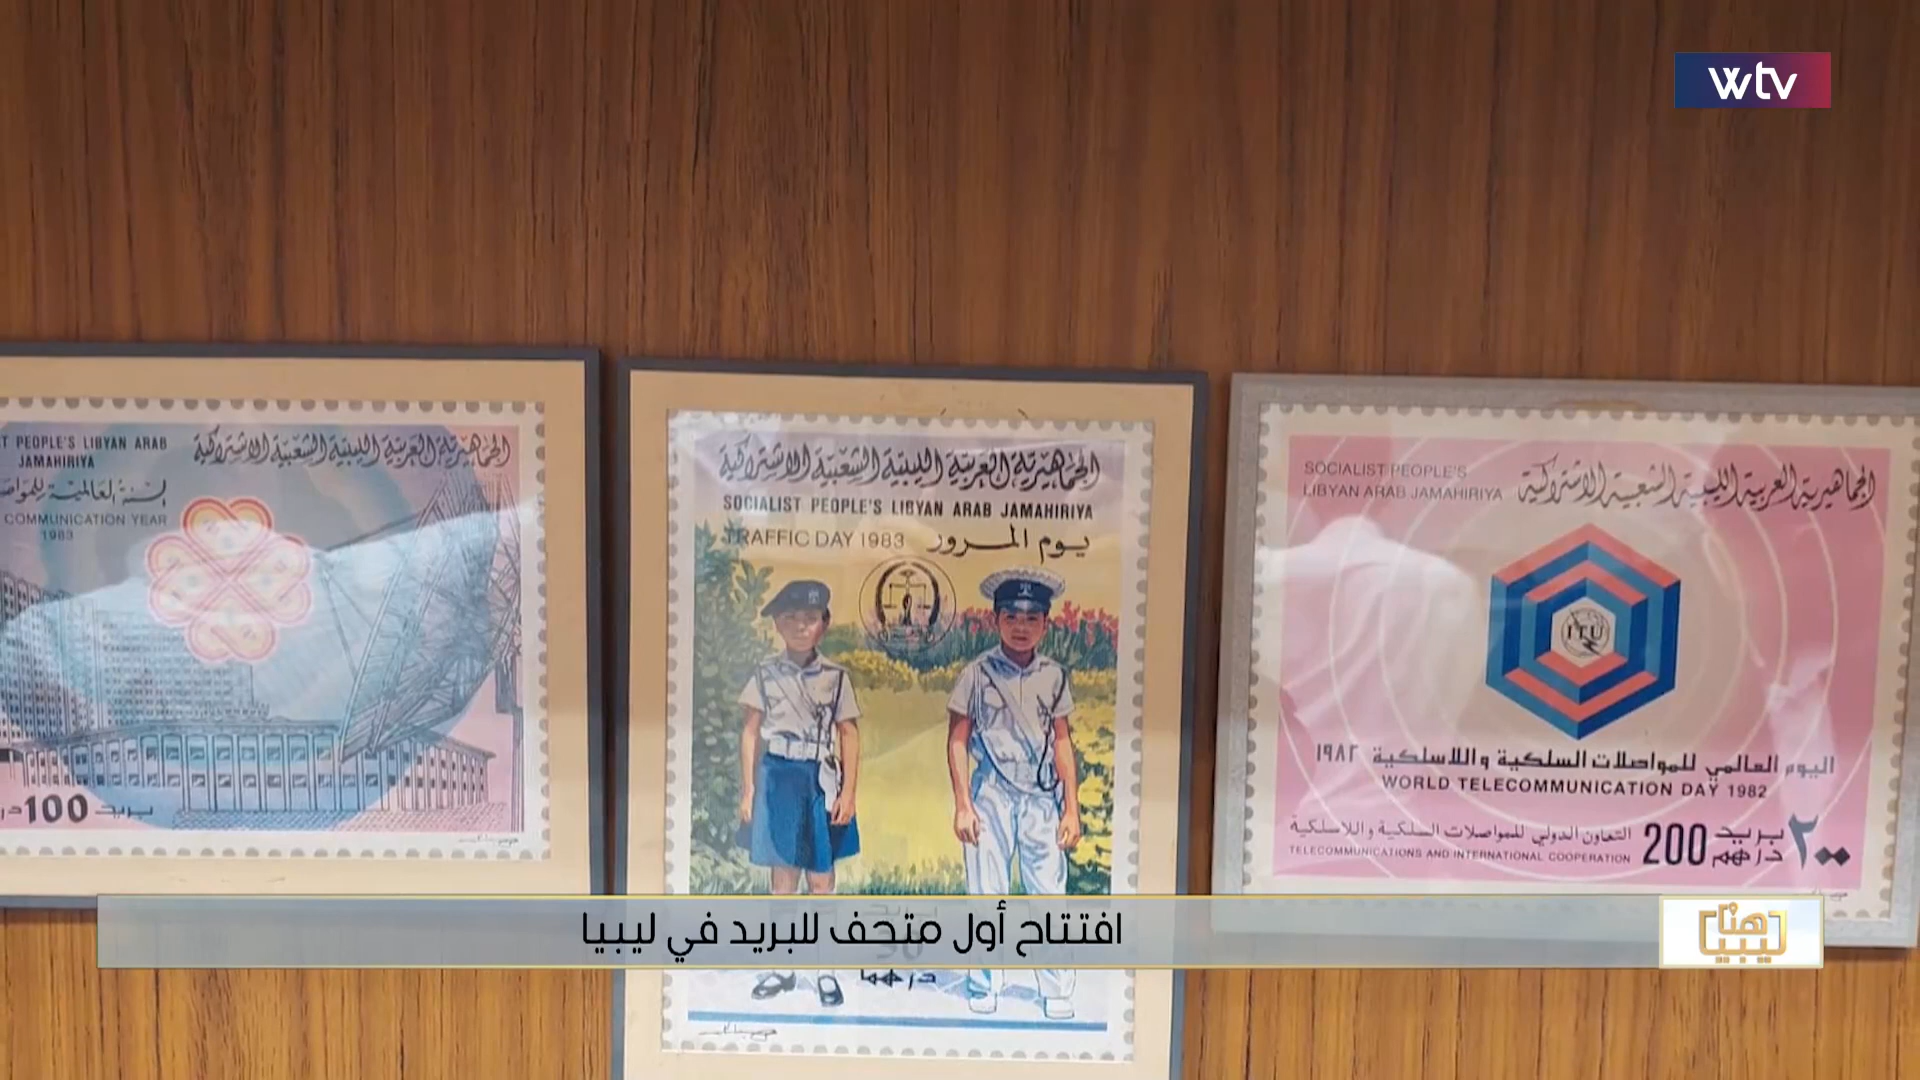 wtv
PEOPLE'S LIBYAN ARAB
JAMAHIRIYA
الجماهيرية العربية الليبية الشعبية الاشتراكية
COMMUNICATION YEAR
1983
100
بريد
الجماهيرية العربية الليبية الشعبية الاشتراكية
SOCIALIST PEOPLE'S LIBYAN ARAB JAMAHIRIYA
TRAFFIC DAY 1983 يوم المرور
درهما
SOCIALIST PEOPLE'S
LIBYAN ARAB JAMAHIRIYA
الجماهيرية العربية الليبية الشعبية الاشتراكية
ITU
اليوم العالمي للمواصلات السلكية واللاسلكية ١٩٨٢
WORLD TELECOMMUNICATION DAY 1982
التعاون الدولي للمواصلات السلكية واللاسلكية
TELECOMMUNICATIONS AND INTERNATIONAL COOPERATION
200 بريد ٢٠٠
درهم
افتتاح أول متحف للبريد في ليبيا
هنا
ليبيا